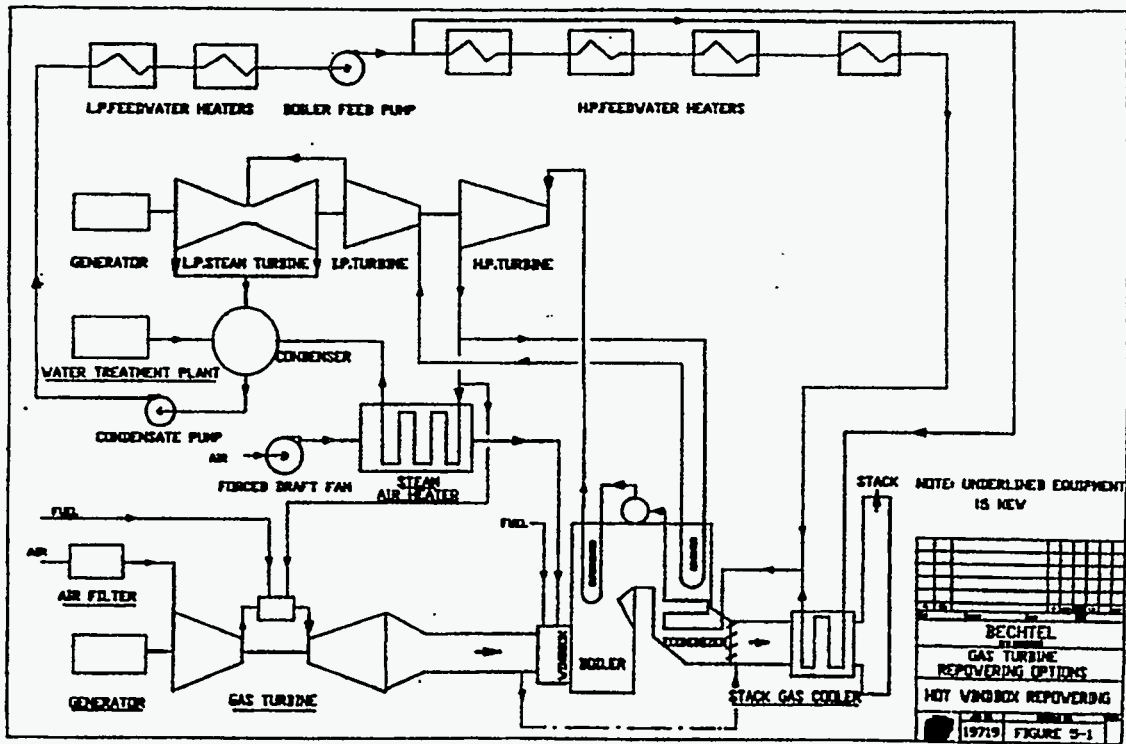 L.P.FEEDWATER HEATERS
BOILER FEED PUMP
H.P.FEEDWATER HEATERS
GENERATOR
L.P.STEAM TURBINE
I.P.TURBINE
H.P.TURBINE
CONDENSER
WATER TREATMENT PLANT
CONDENSATE PUMP
AIR
FORCED DRAFT FAN
STEAM
AIR HEATER
STACK
NOTE: UNDERLINED EQUIPMENT
IS NEW
FUEL
FUEL
AIR
AIR FILTER
WINDBOX
BOILER
ECONOMIZER
GENERATOR
GAS TURBINE
STACK GAS COOLER
BECHTEL
GAS TURBINE
REPOWERING OPTIONS
HOT WINDBOX REPOWERING
19719
FIGURE 5-1